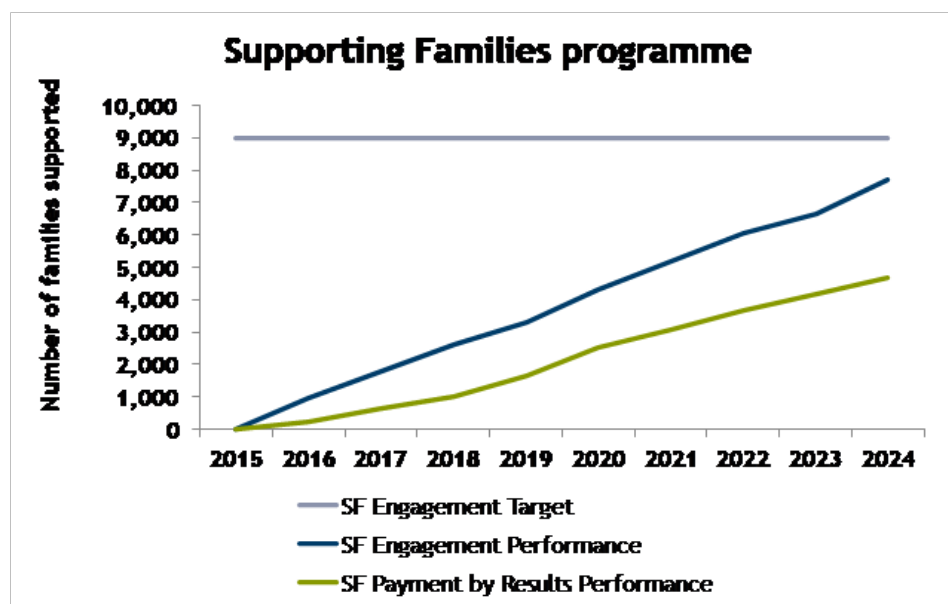 Supporting Families programme
Number of families supported
10,000
9,000
8,000
7,000
6,000
5,000
4,000
3,000
2,000
1,000
0
2015 2016 2017 2018 2019 2020 2021 2022 2023 2024
SF Engagement Target
SF Engagement Performance
SF Payment by Results Performance